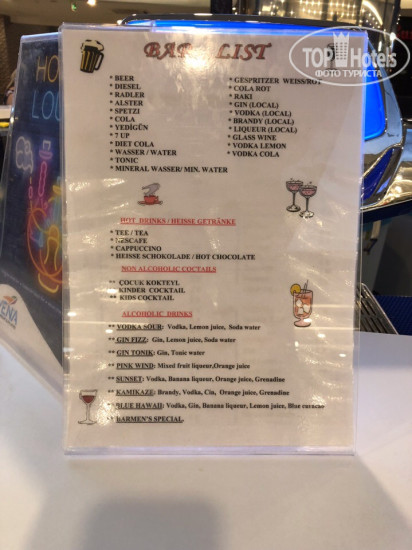 BAR LIST
TOPHotels
ФОТО ТУРИСТА
* BEER
* DIESEL
* RADLER
* ALSTER
* SPETZI
* COLA
* YEDİGÜN
* 7 UP
* DIET COLA
* WASSER / WATER
* TONIC
* MINERAL WASSER/ MIN. WATER
* GESPRITZER WEISS/ROT
* COLA ROT
* RAKI
* GIN (LOCAL)
* VODKA (LOCAL)
* BRANDY (LOCAL)
* LIQUEUR (LOCAL)
* GLASS WINE
* VODKA LEMON
* VODKA COLA
HOT DRINKS / HEISSE GETRÄNKE
* TEE / TEA
* NESCAFE
* CAPPUCCINO
* HEISSE SCHOKOLADE / HOT CHOCOLATE
NON ALCOHOLIC COCTAILS
** ÇOCUK KOKTEYL
** KINDER COCKTAIL
** KIDS COCKTAIL
ALCOHOLIC DRINKS
** VODKA SOUR: Vodka, Lemon juice, Soda water
** GIN FIZZ: Gin, Lemon juice, Soda water
** GIN TONIK: Gin, Tonic water
** PINK WIND: Mixed fruit liqueur,Orange juice
** SUNSET: Vodka, Banana liqueur, Orange juice, Grenadine
** KAMIKAZE: Brandy, Vodka, Cin, Orange juice, Grenadine
** BLUE HAWAII: Vodka, Gin, Banana liqueur, Lemon juice, Blue curacao
** BARMEN'S SPECIAL.